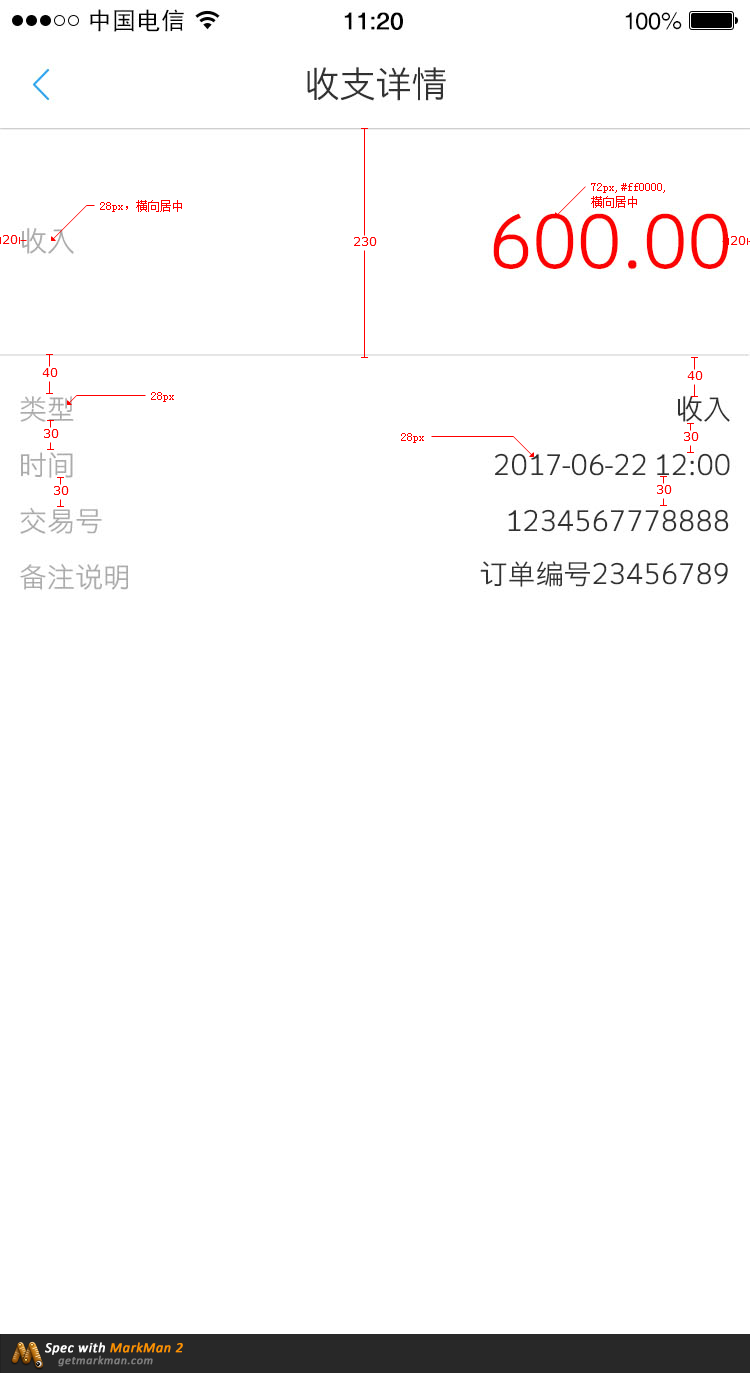 中国电信 11:20 100%
收支详情
28px，横向居中
72px, #ff0000,
横向居中
20 收入 230 600.00 20
40 40
类型 28px 收入
30 28px 30
时间 2017-06-22 12:00
30 30
交易号 1234567778888
备注说明 订单编号23456789
Spec with MarkMan 2
getmarkman.com